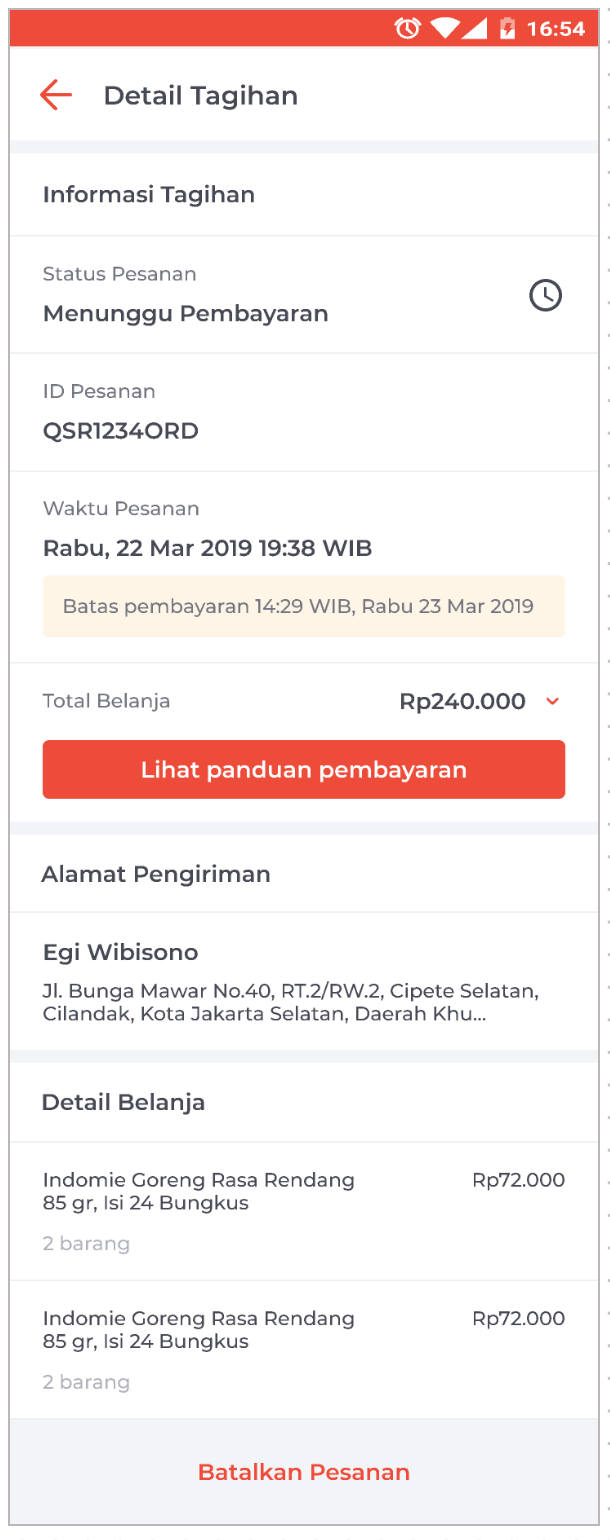 16:54
Detail Tagihan
Informasi Tagihan
Status Pesanan
Menunggu Pembayaran
ID Pesanan
QSR1234ORD
Waktu Pesanan
Rabu, 22 Mar 2019 19:38 WIB
Batas pembayaran 14:29 WIB, Rabu 23 Mar 2019
Total Belanja Rp240.000
Lihat panduan pembayaran
Alamat Pengiriman
Egi Wibisono
Jl. Bunga Mawar No.40, RT.2/RW.2, Cipete Selatan,
Cilandak, Kota Jakarta Selatan, Daerah Khu...
Detail Belanja
Indomie Goreng Rasa Rendang Rp72.000
85 gr, Isi 24 Bungkus
2 barang
Indomie Goreng Rasa Rendang Rp72.000
85 gr, Isi 24 Bungkus
2 barang
Batalkan Pesanan